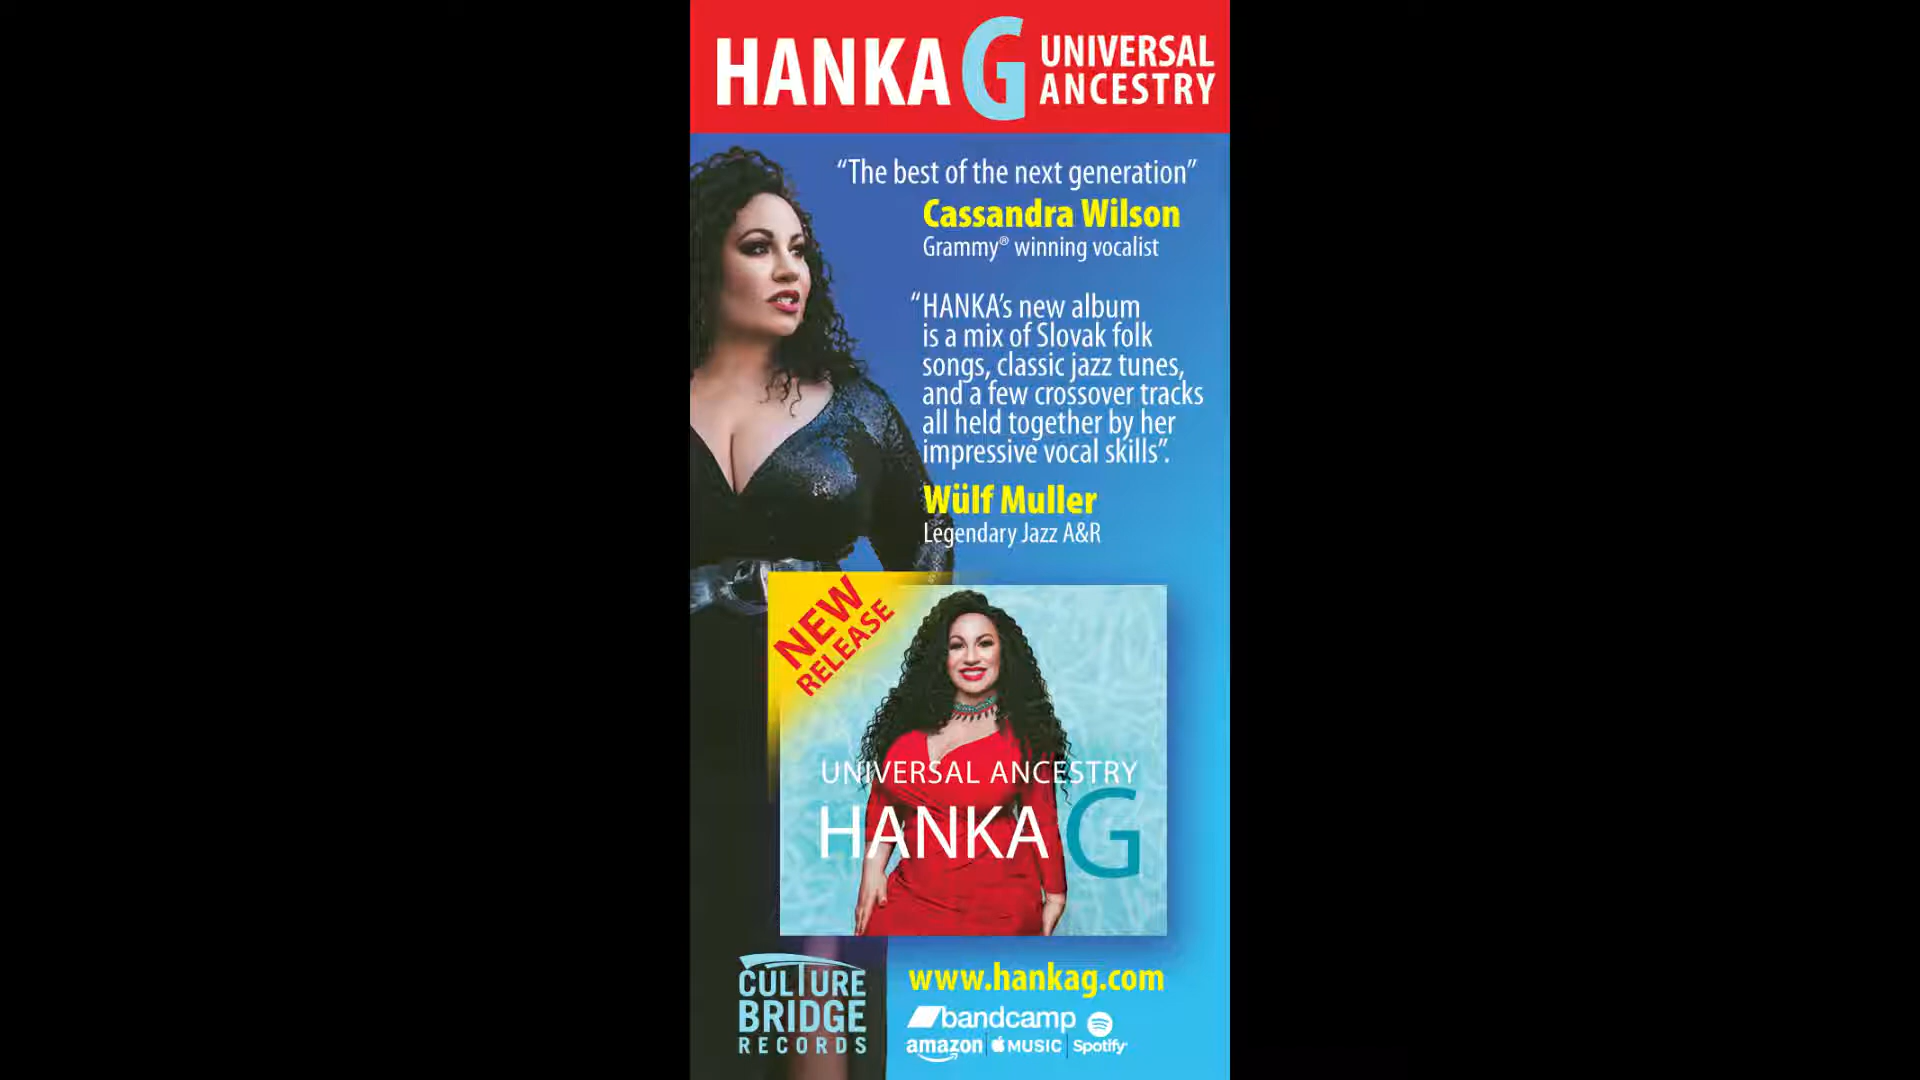 HANKA G UNIVERSAL
ANCESTRY
“The best of the next generation”
Cassandra Wilson
Grammy® winning vocalist
“HANKA’s new album
is a mix of Slovak folk
songs, classic jazz tunes,
and a few crossover tracks
all held together by her
impressive vocal skills”.
Wülf Muller
Legendary Jazz A&R
NEW
RELEASE
UNIVERSAL ANCESTRY
HANKA G
CULTURE
BRIDGE
RECORDS
www.hankag.com
bandcamp
amazon MUSIC Spotify